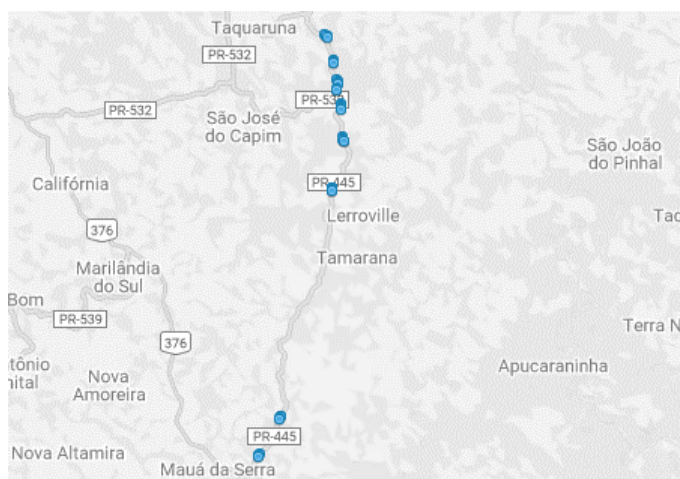 Taquaruna
PR-532
PR-532
São José
do Capim
São João
do Pinhal
Califórnia
PR-445
Lerroville
376
Tamarana
Marilândia
do Sul
Bom
PR-539
Terra N
376
Apucaraninha
Nova
Amoreira
PR-445
Nova Altamira
Mauá da Serra